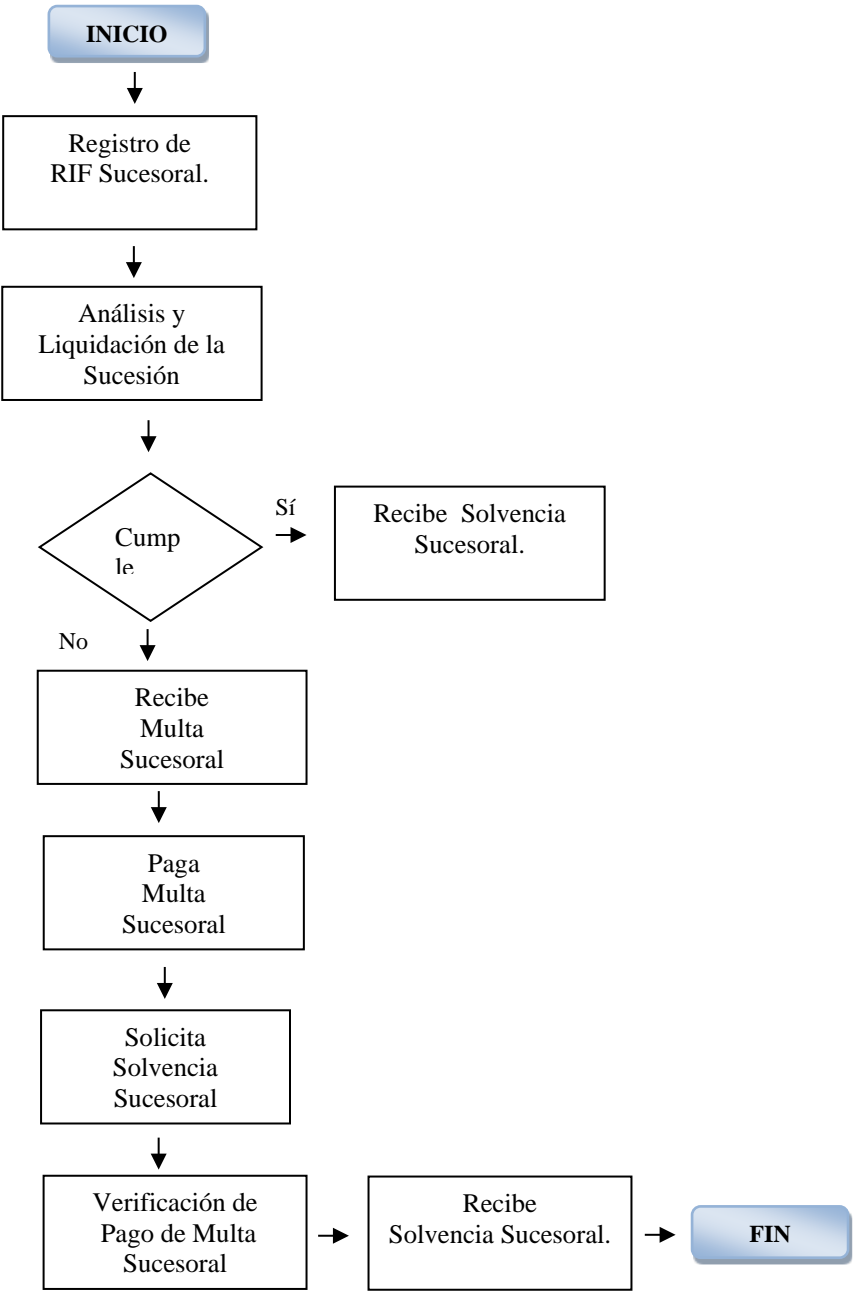 INICIO
Registro de
RIF Sucesoral.
Análisis y
Liquidación de la
Sucesión
Cump
le
Sí
Recibe Solvencia
Sucesoral.
No
Recibe
Multa
Sucesoral
Paga
Multa
Sucesoral
Solicita
Solvencia
Sucesoral
Verificación de
Pago de Multa
Sucesoral
Recibe
Solvencia Sucesoral.
FIN